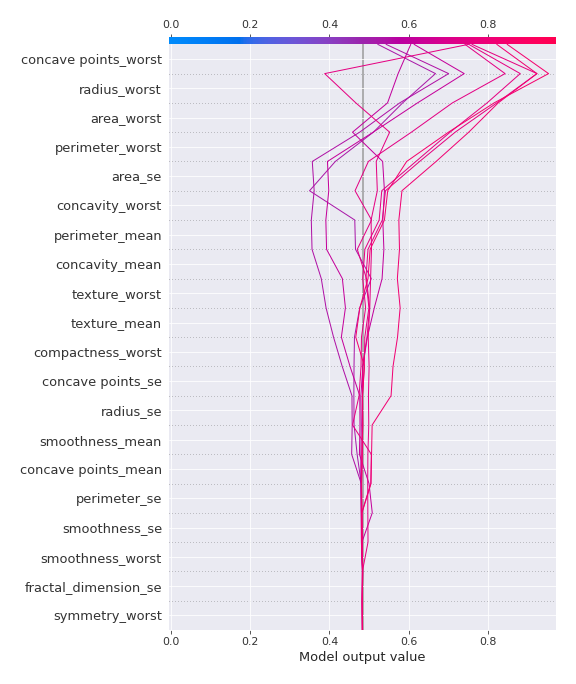 0.0 0.2 0.4 0.6 0.8
concave points_worst
radius_worst
area_worst
perimeter_worst
area_se
concavity_worst
perimeter_mean
concavity_mean
texture_worst
texture_mean
compactness_worst
concave points_se
radius_se
smoothness_mean
concave points_mean
perimeter_se
smoothness_se
smoothness_worst
fractal_dimension_se
symmetry_worst
0.0 0.2 0.4 0.6 0.8
Model output value